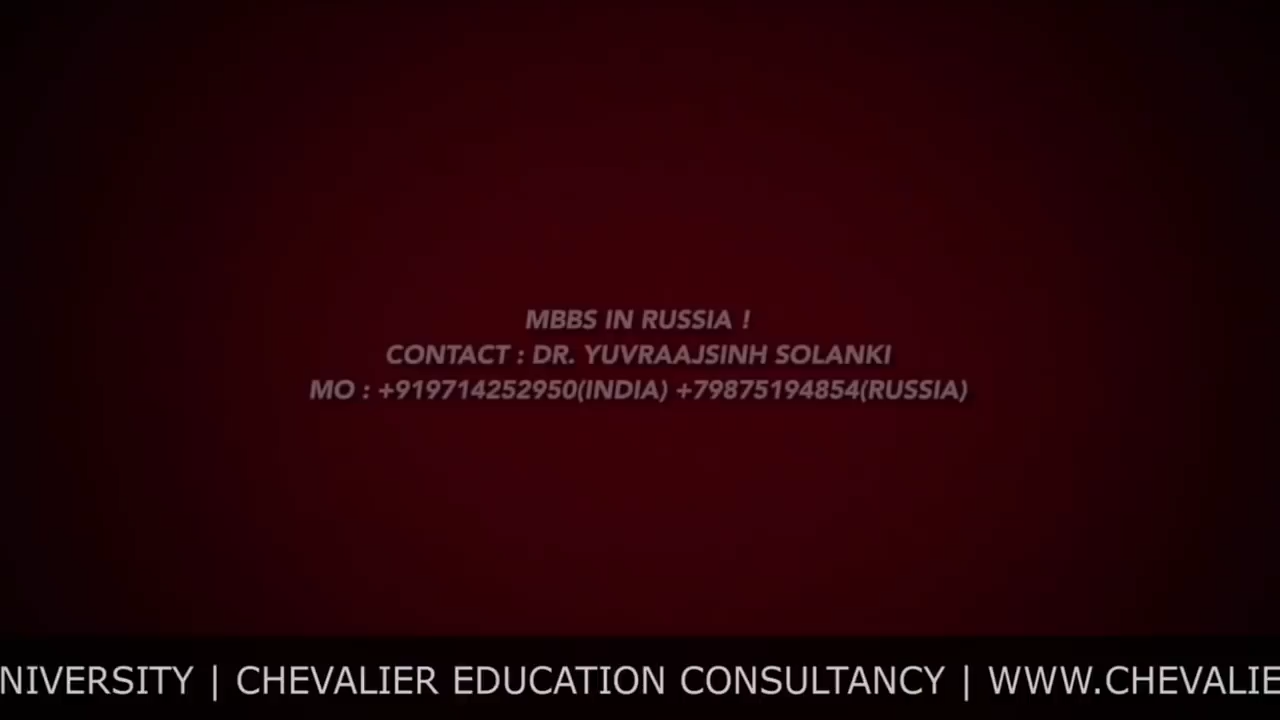 MBBS IN RUSSIA !
CONTACT : DR. YUVRAAJSINH SOLANKI
MO : +919714252950(INDIA) +79875194854(RUSSIA)
NIVERSITY | CHEVALIER EDUCATION CONSULTANCY | WWW.CHEVALIE